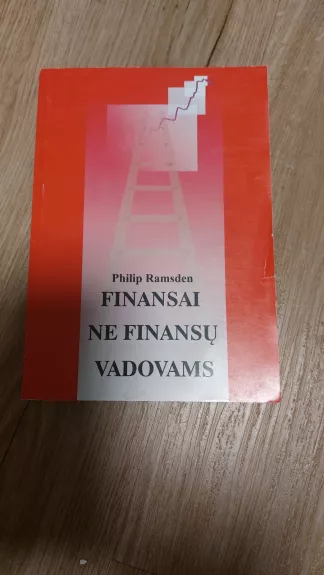 Philip Ramsden
FINANSAI
NE FINANSŲ
VADOVAMS